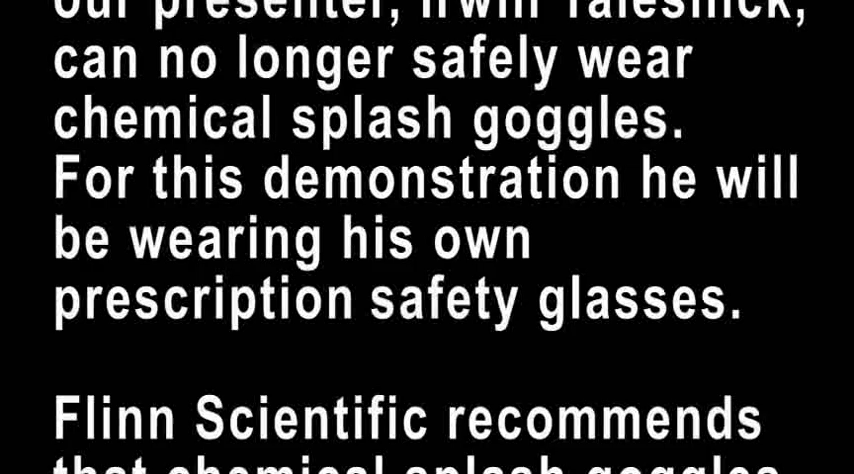 our presenter, Irwin Talesnick,
can no longer safely wear
chemical splash goggles.
For this demonstration he will
be wearing his own
prescription safety glasses.
Flinn Scientific recommends
that chemical splash goggles